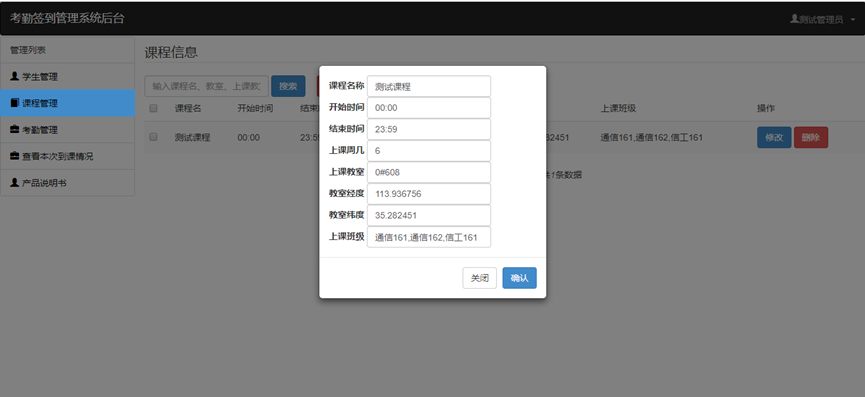 考勤签到管理系统后台
测试管理员
管理列表
学生管理
课程管理
考勤管理
查看本次到课情况
产品说明书
课程信息
输入课程名、教室、上课教
搜索
课程名 开始时间 结束 上课班级 操作
测试课程 00:00 23:59 32451 通信161,通信162,信工161 修改 删除
1条数据
课程名称 测试课程
开始时间 00:00
结束时间 23:59
上课周几 6
上课教室 0#608
教室经度 113.936756
教室纬度 35.282451
上课班级 通信161,通信162,信工161
关闭 确认